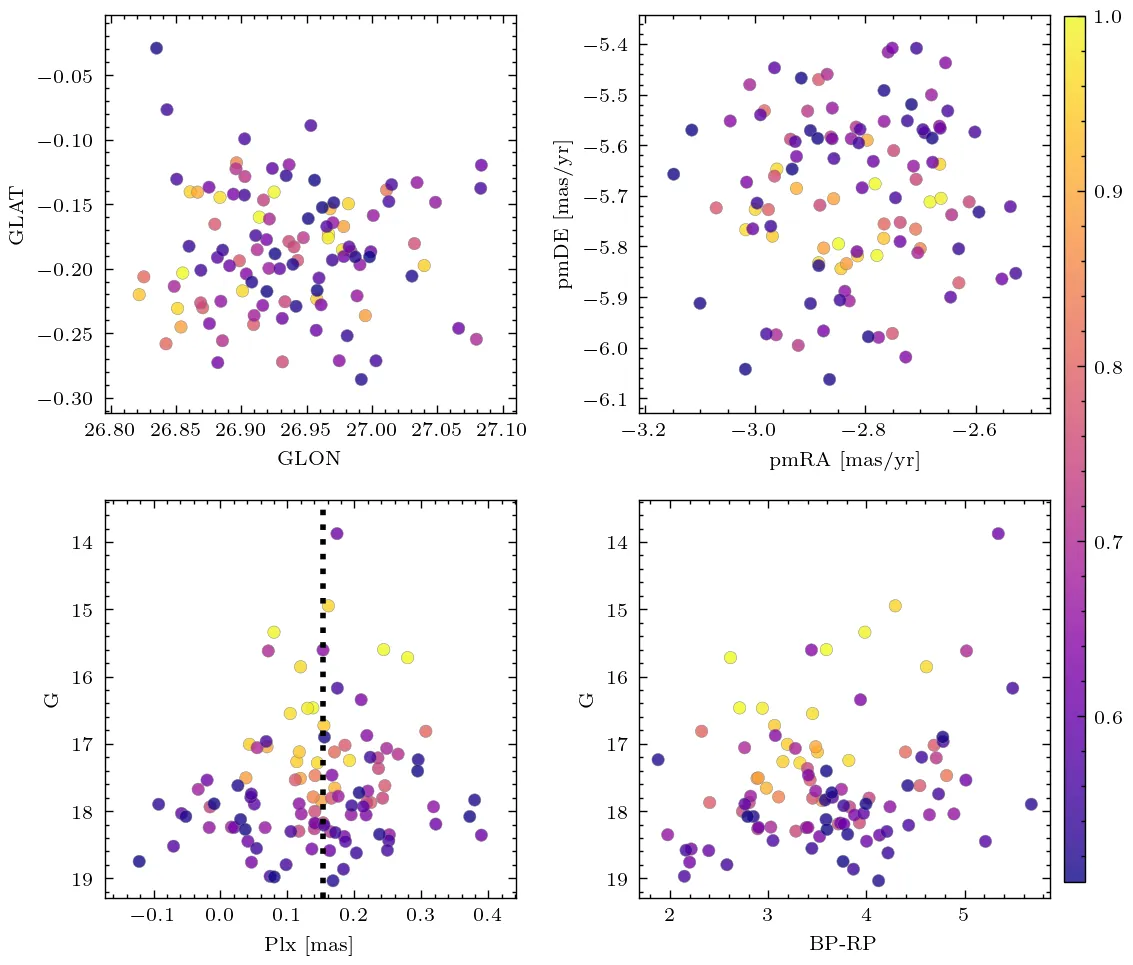 −0.05
−0.10
−0.15
−0.20
−0.25
−0.30
GLAT
26.80 26.85 26.90 26.95 27.00 27.05 27.10
GLON
−5.4
−5.5
−5.6
−5.7
−5.8
−5.9
−6.0
−6.1
pmDE [mas/yr]
−3.2 −3.0 −2.8 −2.6
pmRA [mas/yr]
1.0
0.9
0.8
0.7
0.6
14
15
16
17
18
19
G
−0.1 0.0 0.1 0.2 0.3 0.4
Plx [mas]
14
15
16
17
18
19
G
2 3 4 5
BP-RP